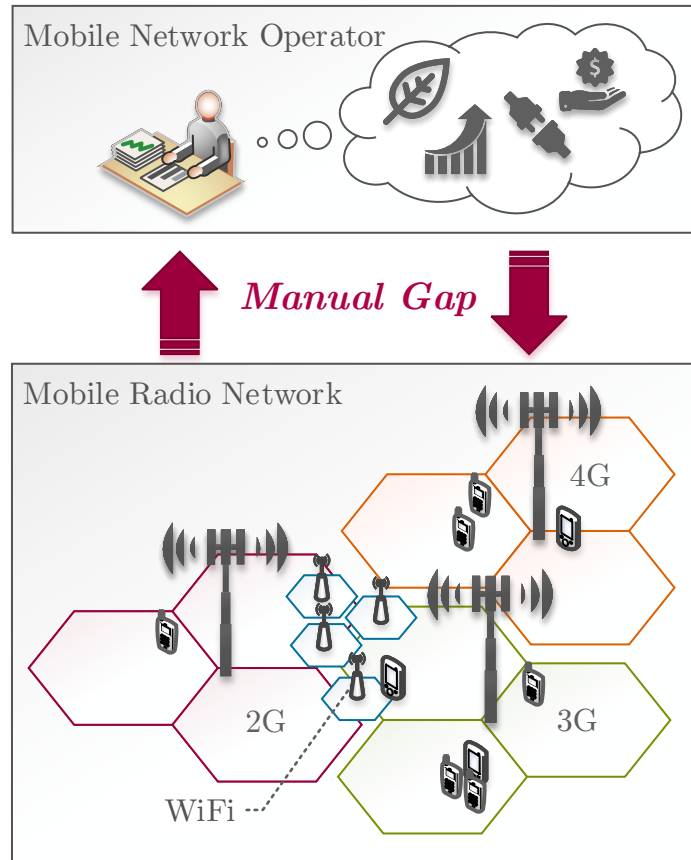 Mobile Network Operator
$
Manual Gap
Mobile Radio Network
4G
2G
3G
WiFi